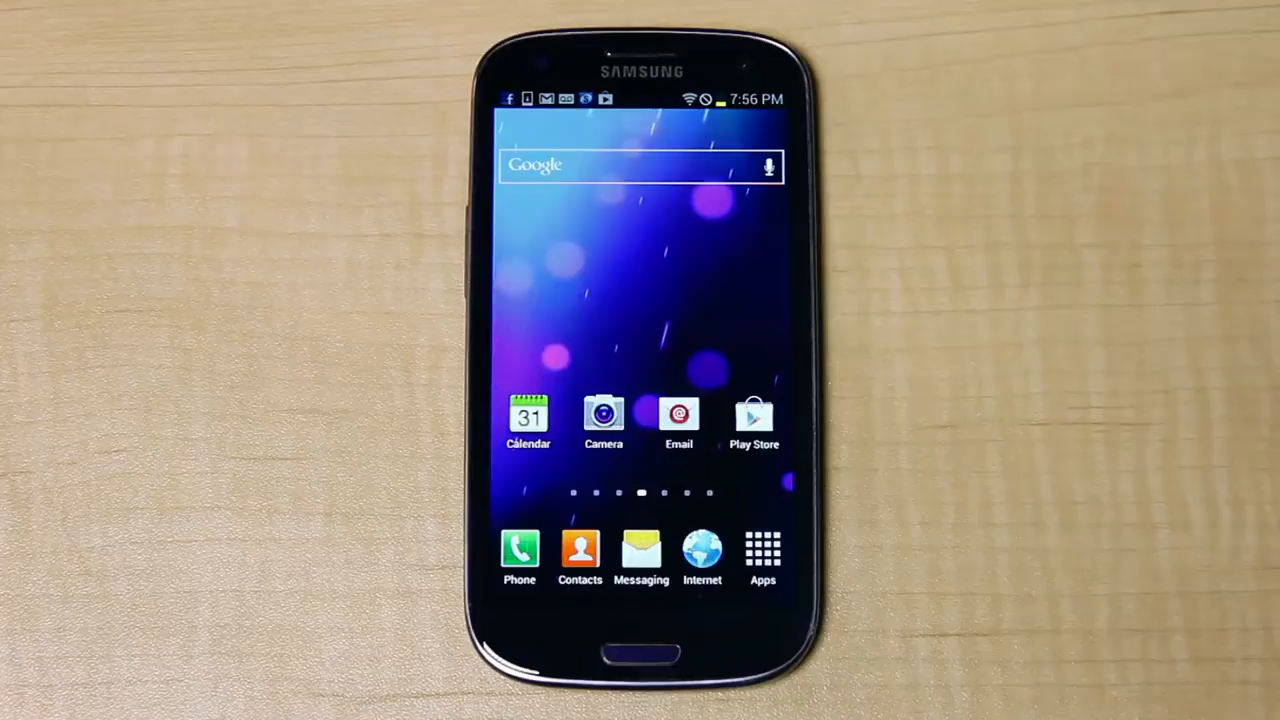 SAMSUNG
7:56 PM
Google
31
Calendar Camera Email Play Store
Phone Contacts Messaging Internet Apps